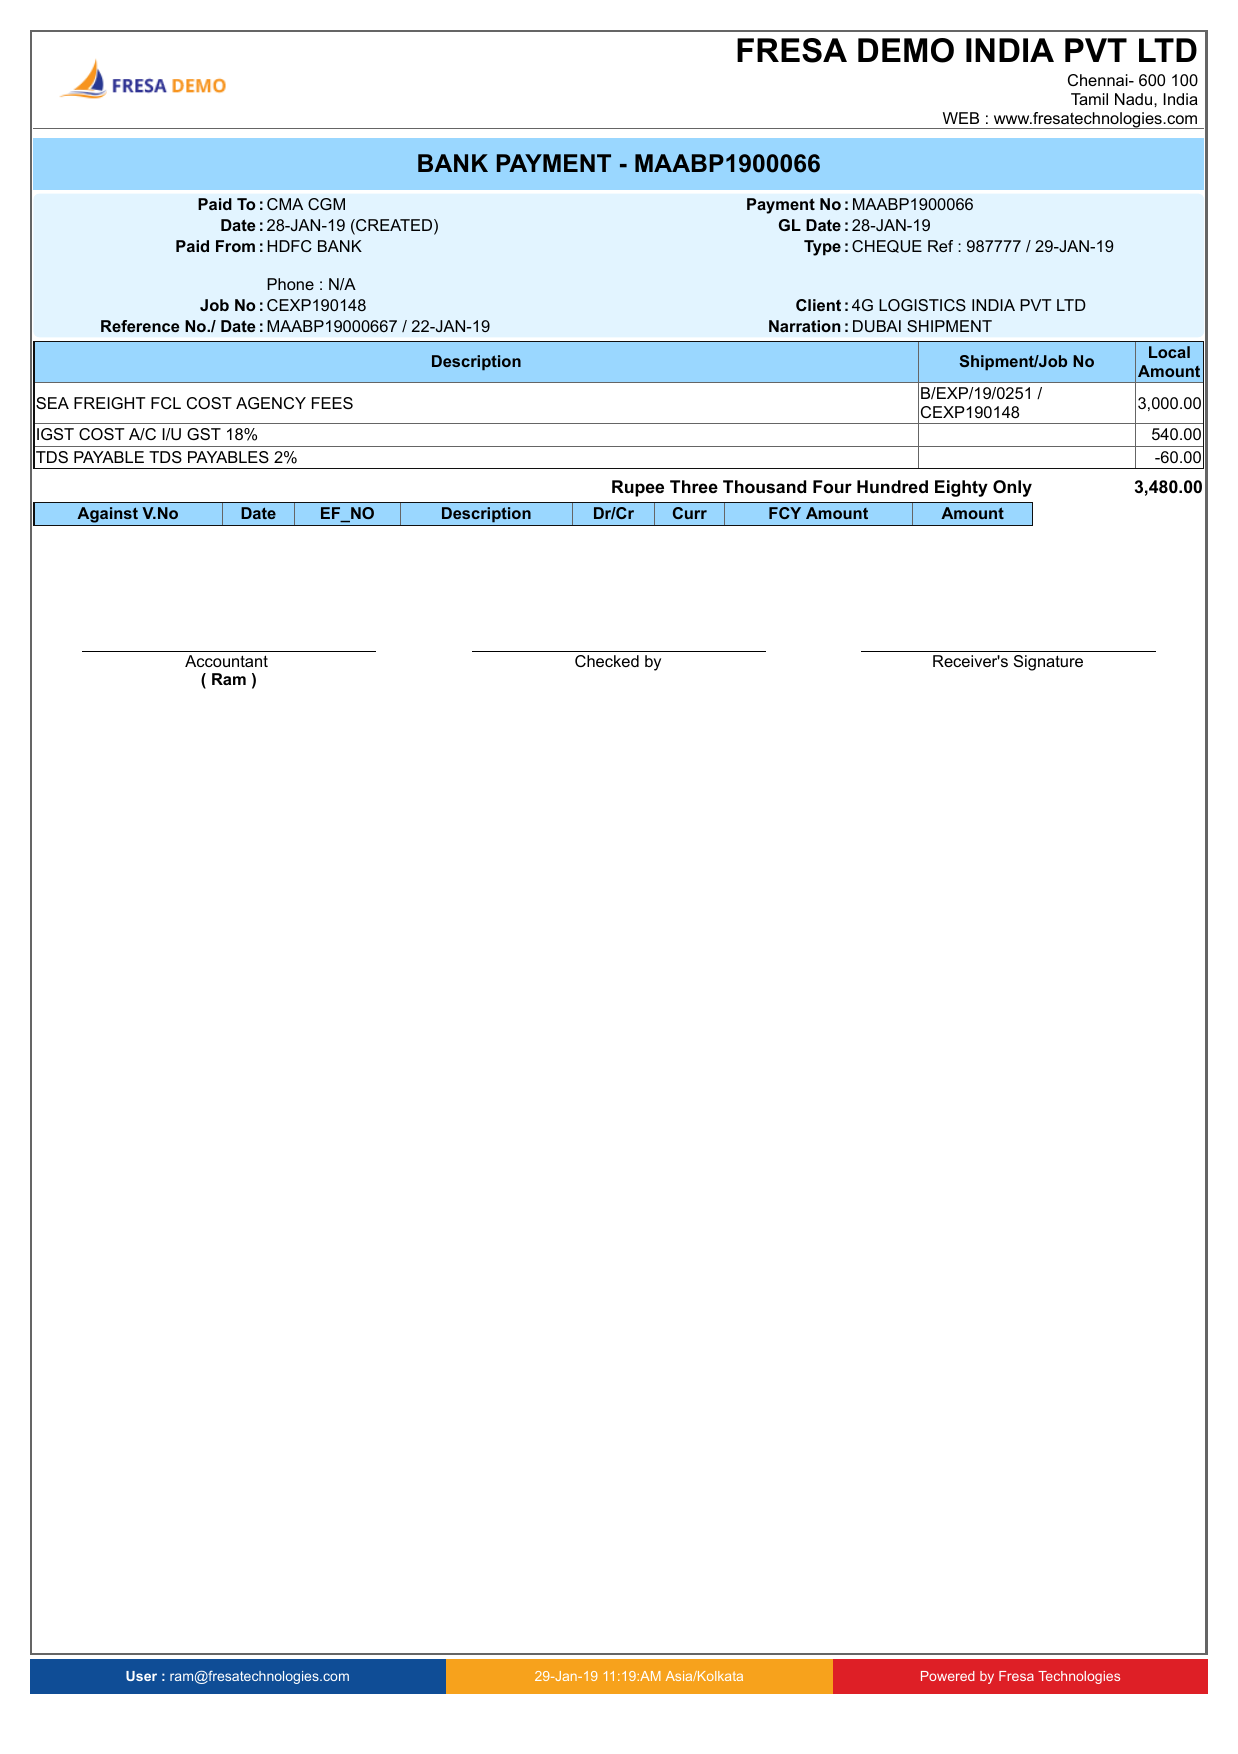 FRESA DEMO
FRESA DEMO INDIA PVT LTD
Chennai- 600 100
Tamil Nadu, India
WEB : www.fresatechnologies.com
BANK PAYMENT - MAABP1900066
Paid To : CMA CGM
Payment No : MAABP1900066
Date : 28-JAN-19 (CREATED)
GL Date : 28-JAN-19
Paid From : HDFC BANK
Type : CHEQUE Ref : 987777 / 29-JAN-19
Phone : N/A
Job No : CEXP190148
Client : 4G LOGISTICS INDIA PVT LTD
Reference No./ Date : MAABP19000667 / 22-JAN-19
Narration : DUBAI SHIPMENT
Description Shipment/Job No Local
Amount
SEA FREIGHT FCL COST AGENCY FEES B/EXP/19/0251 /
CEXP190148 3,000.00
IGST COST A/C I/U GST 18% 540.00
TDS PAYABLE TDS PAYABLES 2% -60.00
Rupee Three Thousand Four Hundred Eighty Only 3,480.00
Against V.No Date EF_NO Description Dr/Cr Curr FCY Amount Amount
Accountant Checked by Receiver's Signature
( Ram )
User : ram@fresatechnologies.com 29-Jan-19 11:19:AM Asia/Kolkata Powered by Fresa Technologies